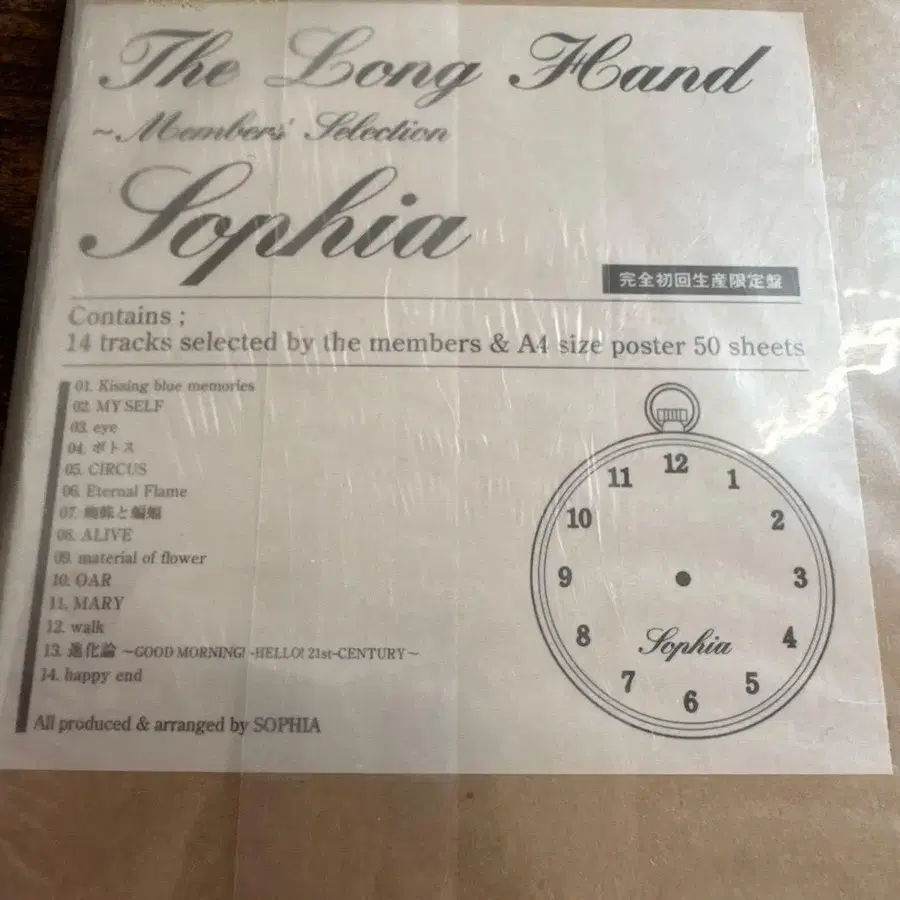 The Long Hand
~Members' Selection
Sophia
完全初回生産限定盤
Contains ;
14 tracks selected by the members & A4 size poster 50 sheets
01. Kissing blue memories
02. MY SELF
03. eye
04. ポトス
05. CIRCUS
06. Eternal Flame
07. 蜘蛛と蝙蝠
08. ALIVE
09. material of flower
10. OAR
11. MARY
12. walk
13. 進化論 ~GOOD MORNING! -HELLO! 21st-CENTURY~
14. happy end
All produced & arranged by SOPHIA
12
11
1
10
2
9
3
8
Sophia
4
7
5
6